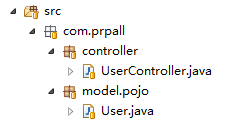 src
com.prpall
controller
UserController.java
model.pojo
User.java